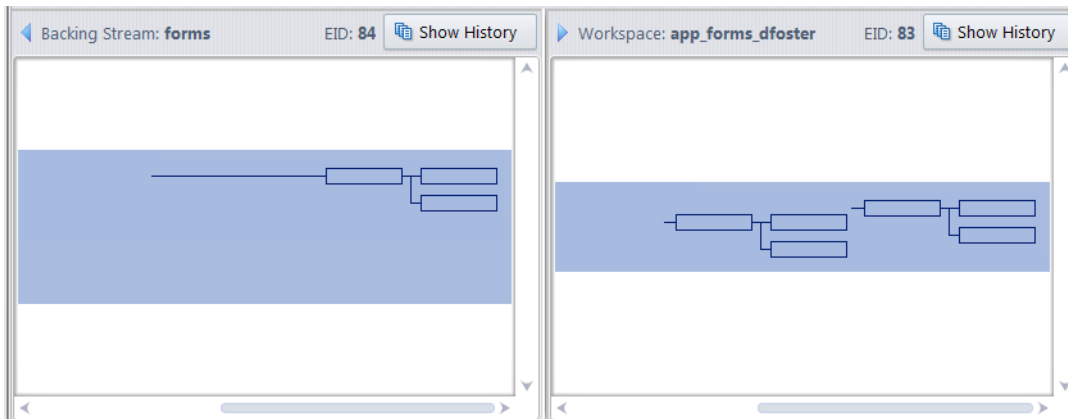 Backing Stream: forms EID: 84 Show History
Workspace: app_forms_dfoster EID: 83 Show History